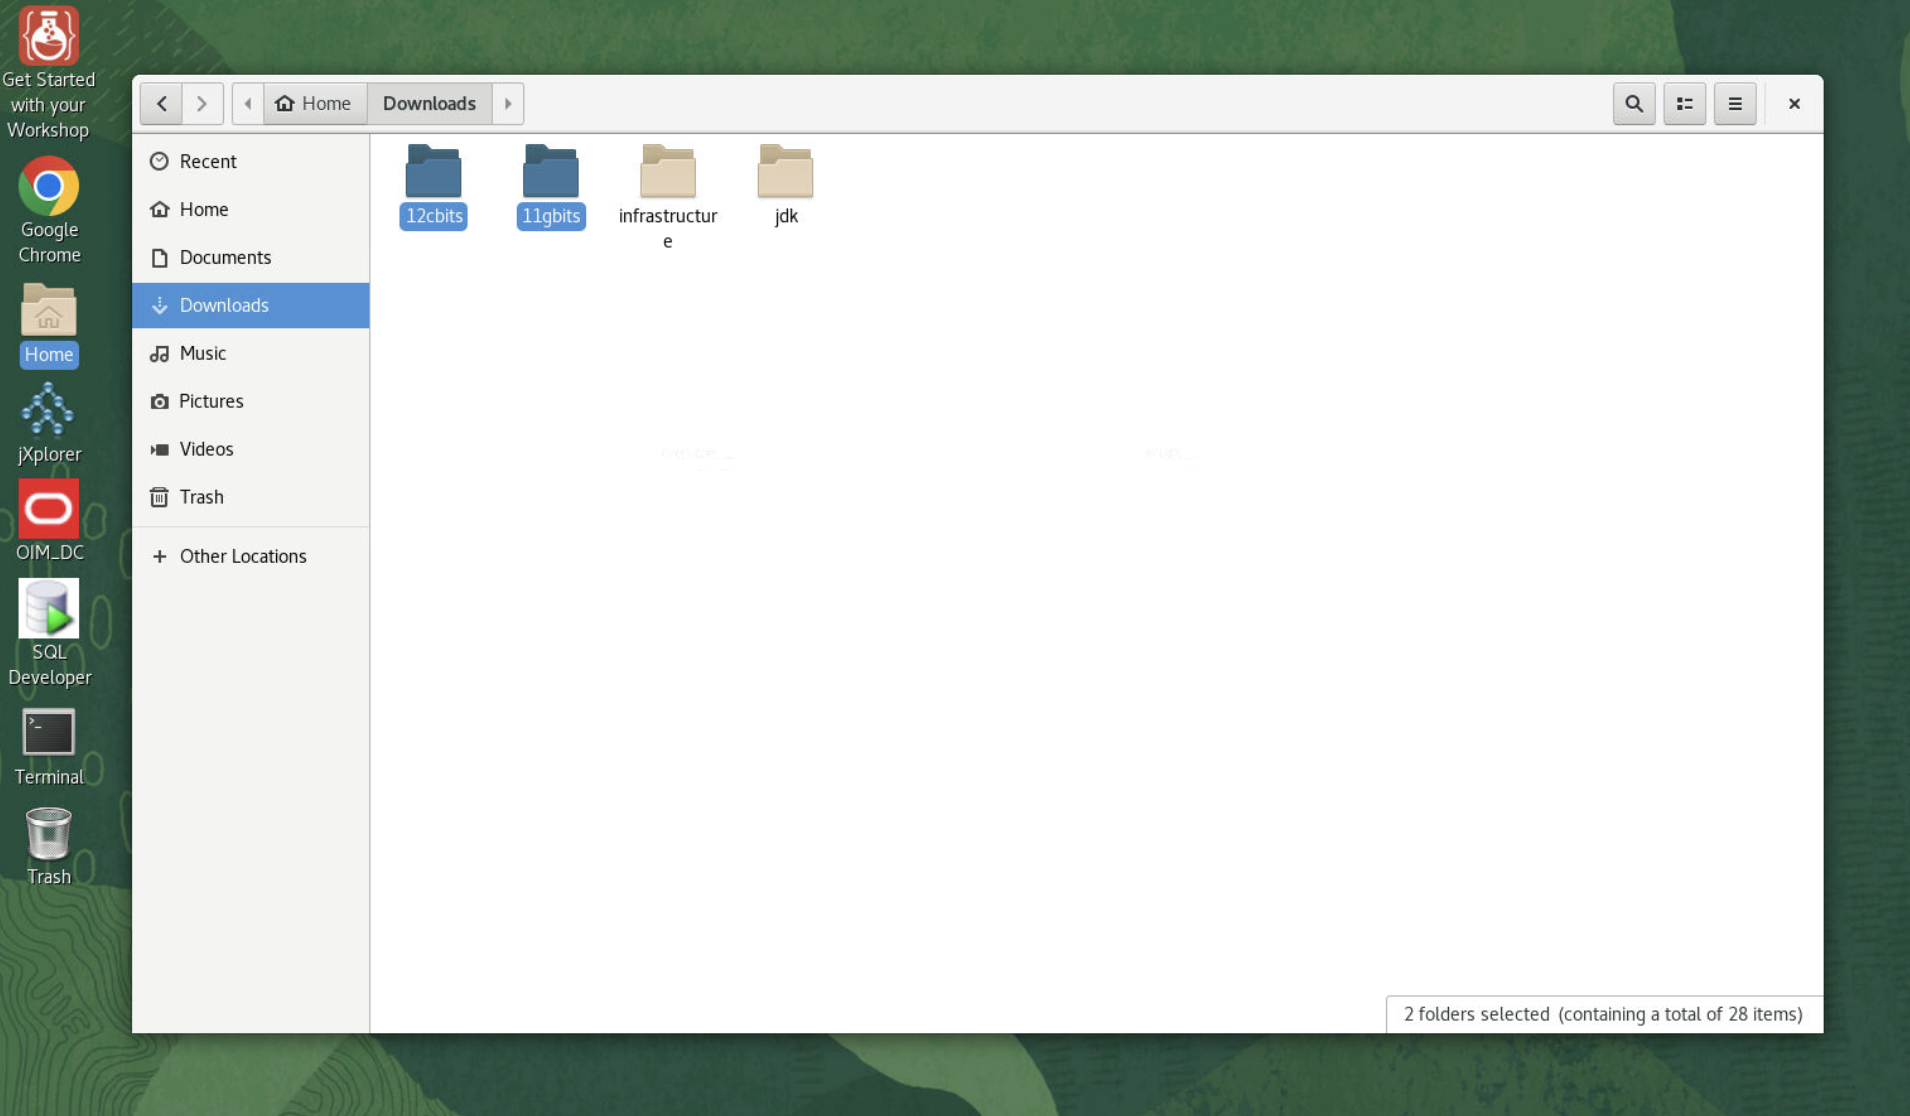 Get Started
with your
Workshop
Google
Chrome
Home
jXplorer
OIM_DC
SQL
Developer
Terminal
Trash
Home
Downloads
Recent
Home
Documents
Downloads
Music
Pictures
Videos
Trash
Other Locations
12cbits
11gbits
infrastructur
e
jdk
2 folders selected (containing a total of 28 items)